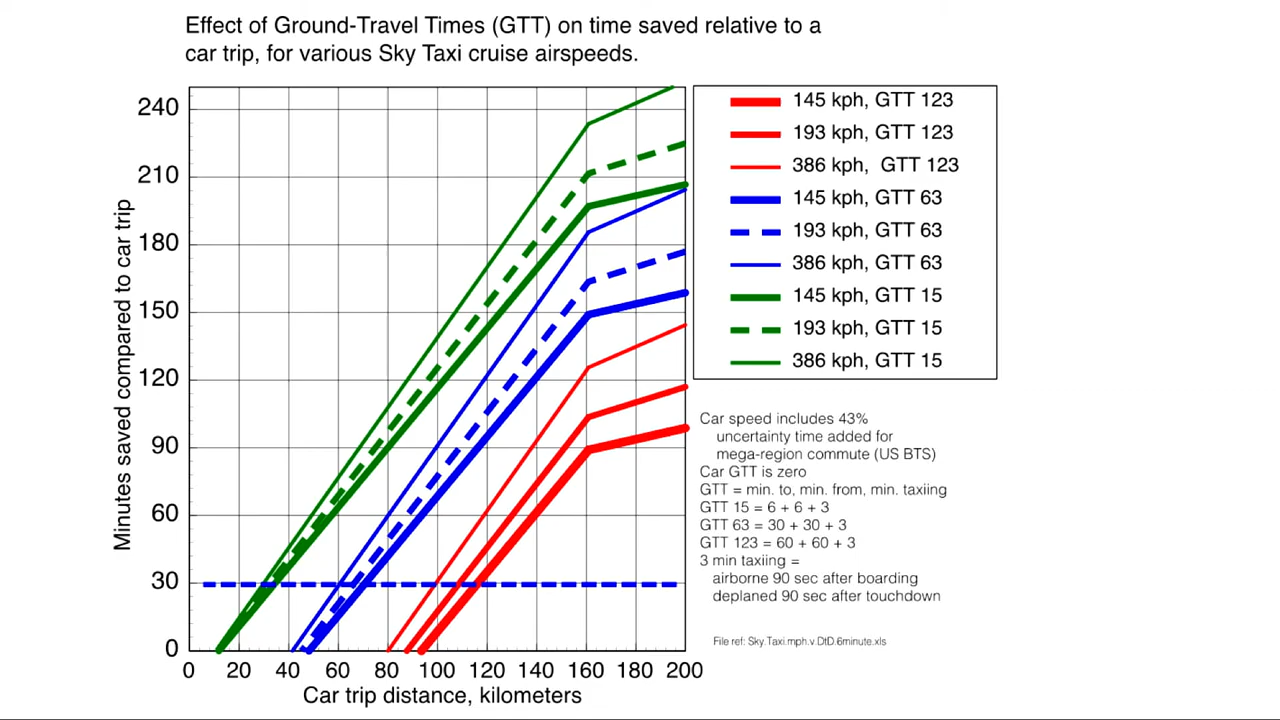 Effect of Ground-Travel Times (GTT) on time saved relative to a
car trip, for various Sky Taxi cruise airspeeds.
240
210
180
150
120
90
60
30
0
Minutes saved compared to car trip
0 20 40 60 80 100 120 140 160 180 200
Car trip distance, kilometers
145 kph, GTT 123
193 kph, GTT 123
386 kph, GTT 123
145 kph, GTT 63
193 kph, GTT 63
386 kph, GTT 63
145 kph, GTT 15
193 kph, GTT 15
386 kph, GTT 15
Car speed includes 43%
uncertainty time added for
mega-region commute (US BTS)
Car GTT is zero
GTT = min. to, min. from, min. taxiing
GTT 15 = 6 + 6 + 3
GTT 63 = 30 + 30 + 3
GTT 123 = 60 + 60 + 3
3 min taxiing =
airborne 90 sec after boarding
deplaned 90 sec after touchdown
File ref: Sky.Taxi.mph.v.DtD.6minute.xls